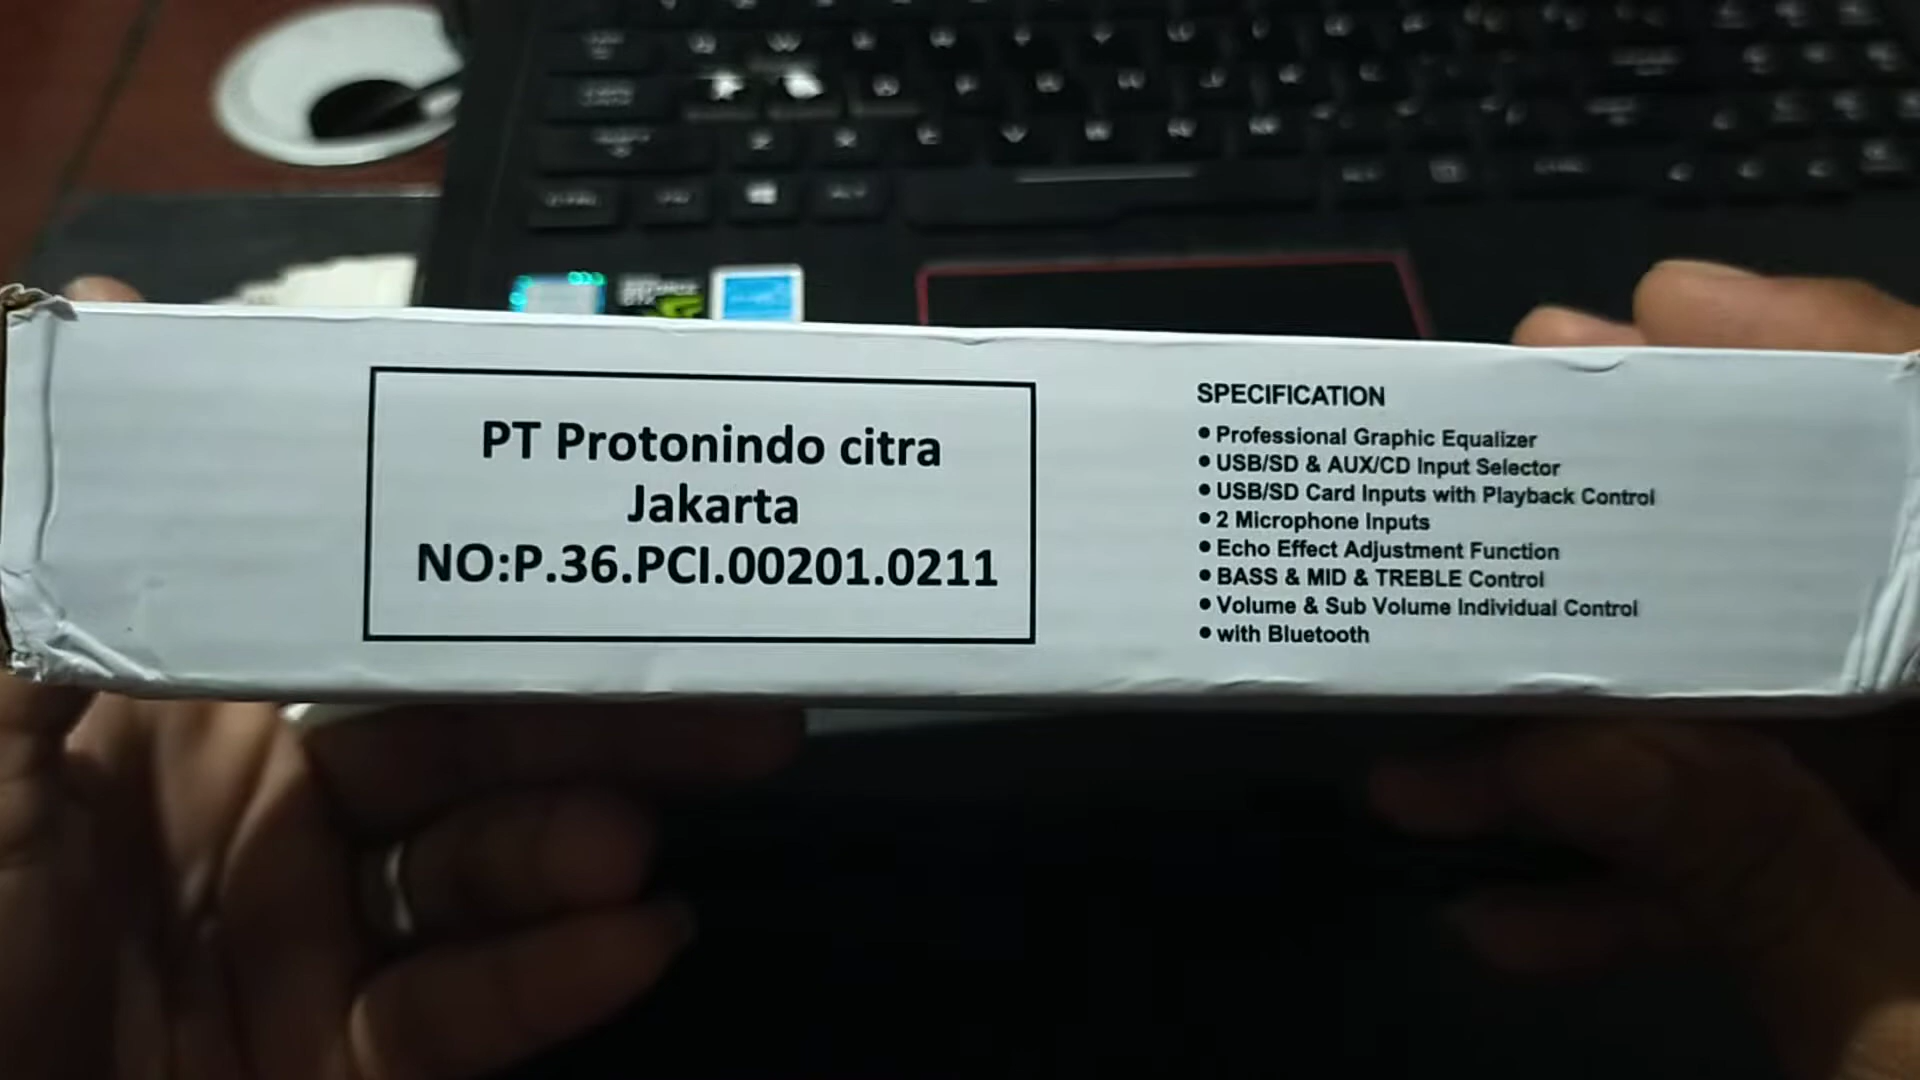 PT Protonindo citra
Jakarta
NO:P.36.PCI.00201.0211
SPECIFICATION
• Professional Graphic Equalizer
• USB/SD & AUX/CD Input Selector
• USB/SD Card Inputs with Playback Control
• 2 Microphone Inputs
• Echo Effect Adjustment Function
• BASS & MID & TREBLE Control
• Volume & Sub Volume Individual Control
• with Bluetooth